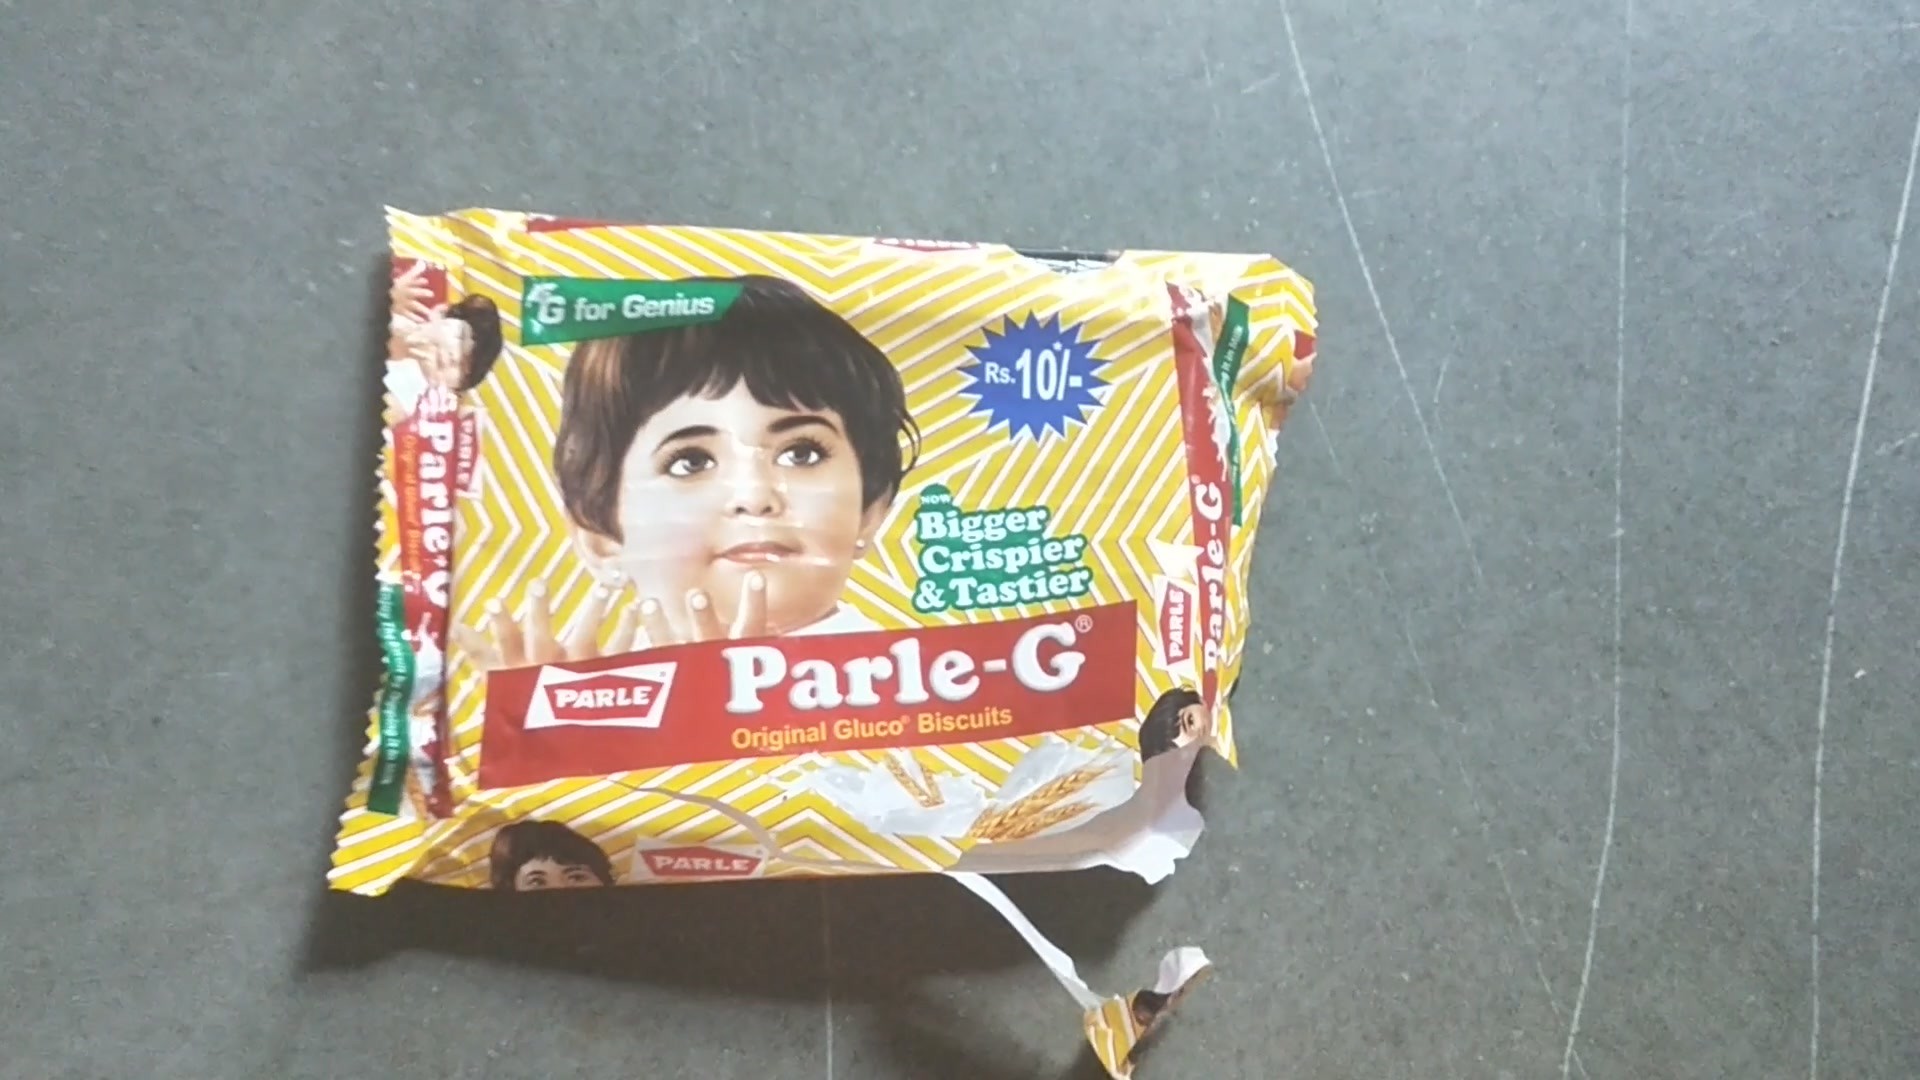 G for Genius
Rs.10*/-
NOW
Bigger
Crispier
& Tastier
PARLE
Parle-G®
Original Gluco® Biscuits
PARLE
PARLE
Parle-G
PARLE
Parle-G